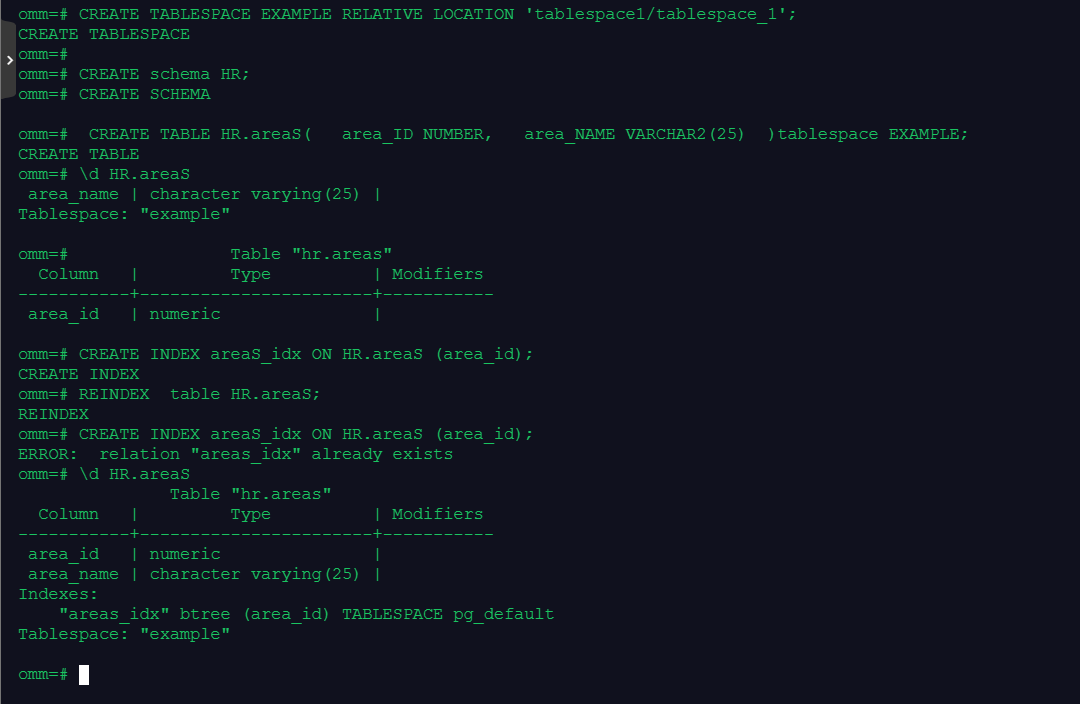 omm=# CREATE TABLESPACE EXAMPLE RELATIVE LOCATION 'tablespace1/tablespace_1';
CREATE TABLESPACE
omm=#
omm=# CREATE schema HR;
omm=# CREATE SCHEMA
omm=#  CREATE TABLE HR.areaS(   area_ID NUMBER,   area_NAME VARCHAR2(25)  )tablespace EXAMPLE;
CREATE TABLE
omm=# \d HR.areaS
 area_name | character varying(25) |
Tablespace: "example"
omm=#                Table "hr.areas"
  Column   |         Type          | Modifiers
-----------+-----------------------+-----------
 area_id   | numeric               |
omm=# CREATE INDEX areaS_idx ON HR.areaS (area_id);
CREATE INDEX
omm=# REINDEX  table HR.areaS;
REINDEX
omm=# CREATE INDEX areaS_idx ON HR.areaS (area_id);
ERROR:  relation "areas_idx" already exists
omm=# \d HR.areaS
               Table "hr.areas"
  Column   |         Type          | Modifiers
-----------+-----------------------+-----------
 area_id   | numeric               |
 area_name | character varying(25) |
Indexes:
    "areas_idx" btree (area_id) TABLESPACE pg_default
Tablespace: "example"
omm=#